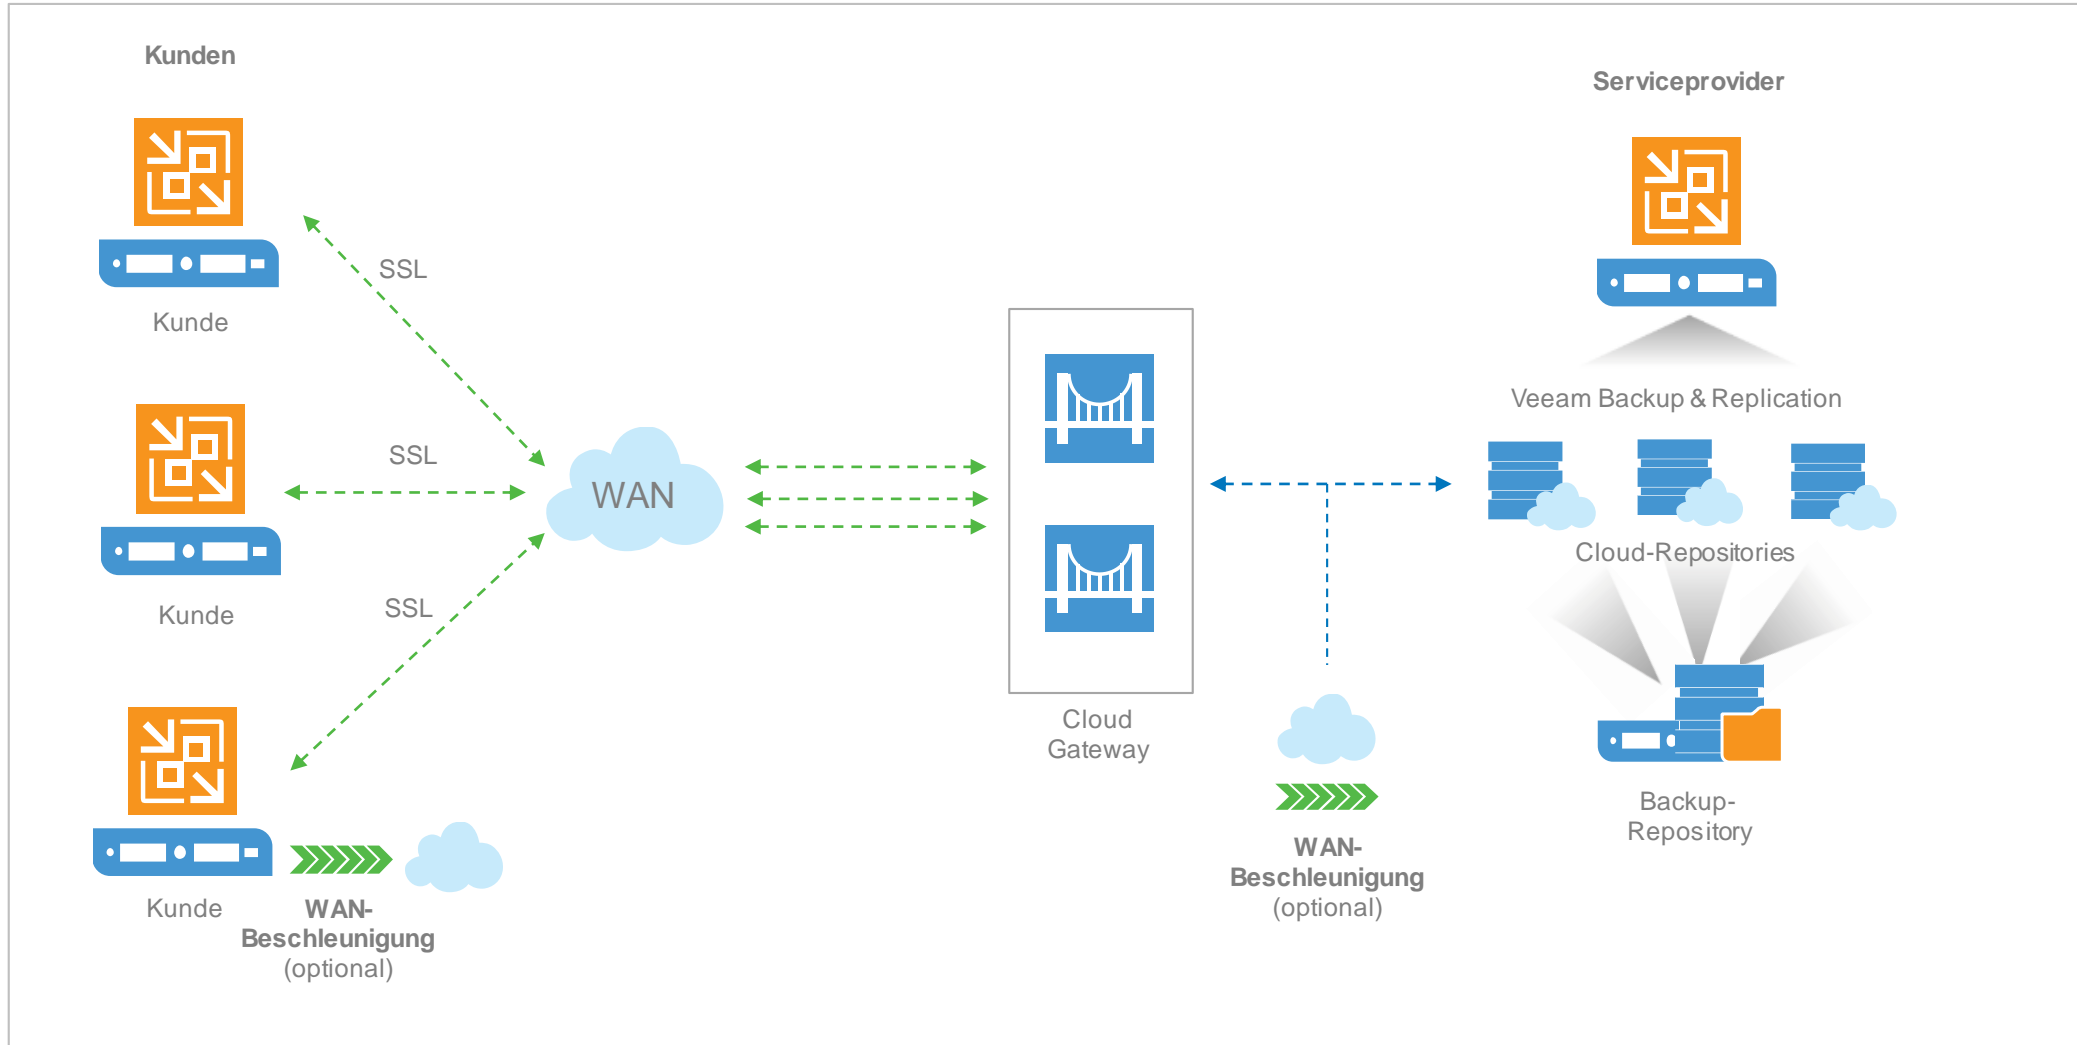 Kunden
Serviceprovider
SSL
Kunde
Veeam Backup & Replication
SSL
WAN
Cloud-Repositories
SSL
Kunde
Cloud
Gateway
Backup-
Repository
WAN-
Beschleunigung
(optional)
Kunde
WAN-
Beschleunigung
(optional)